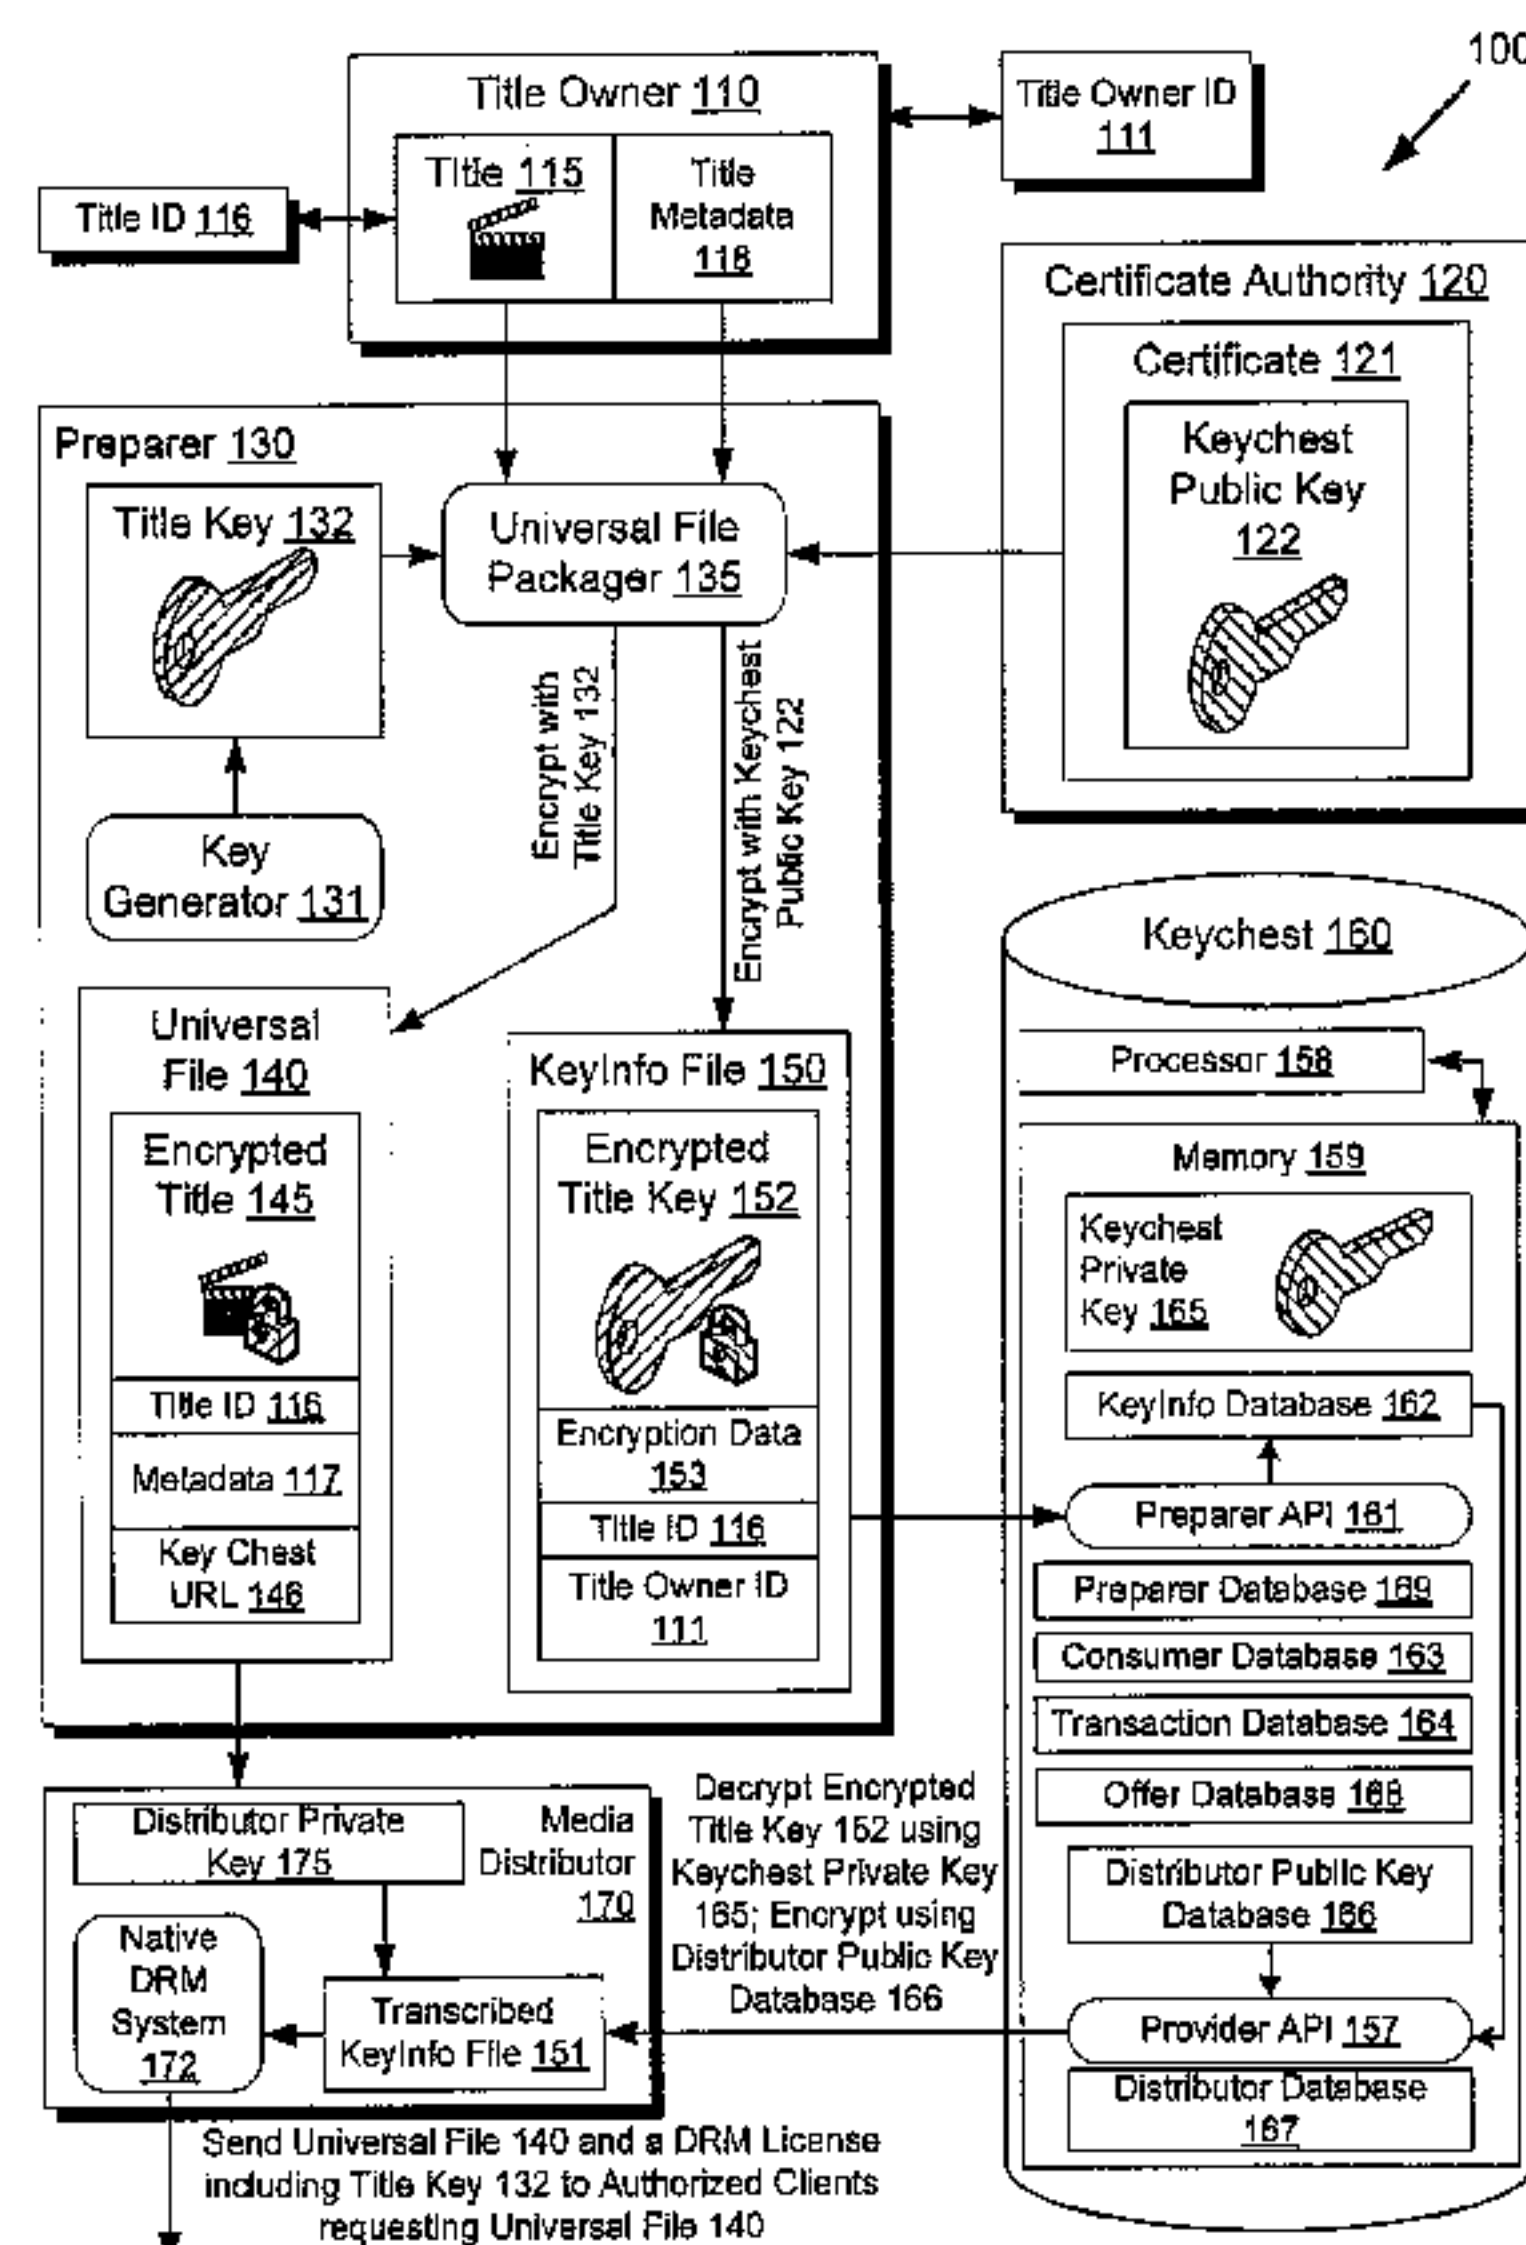 100
Title Owner 110
Title 115
Title
Metadata
118
Title Owner ID
111
Title ID 116
Certificate Authority 120
Certificate 121
Keychest
Public Key
122
Preparer 130
Title Key 132
Universal File
Packager 135
Key
Generator 131
Encrypt with
Title Key 132
Encrypt with Keychest
Public Key 122
Universal
File 140
Encrypted
Title 145
Title ID 116
Metadata 117
Key Chest
URL 146
KeyInfo File 150
Encrypted
Title Key 152
Encryption Data
153
Title ID 116
Title Owner ID
111
Keychest 160
Processor 158
Memory 159
Keychest
Private
Key 165
KeyInfo Database 162
Preparer API 161
Preparer Database 169
Consumer Database 163
Transaction Database 164
Offer Database 168
Distributor Public Key
Database 166
Provider API 157
Distributor Database
167
Distributor Private
Key 175
Media
Distributor
170
Native
DRM
System
172
Transcribed
KeyInfo File 151
Decrypt Encrypted
Title Key 152 using
Keychest Private Key
165; Encrypt using
Distributor Public Key
Database 166
Send Universal File 140 and a DRM License
including Title Key 132 to Authorized Clients
requesting Universal File 140